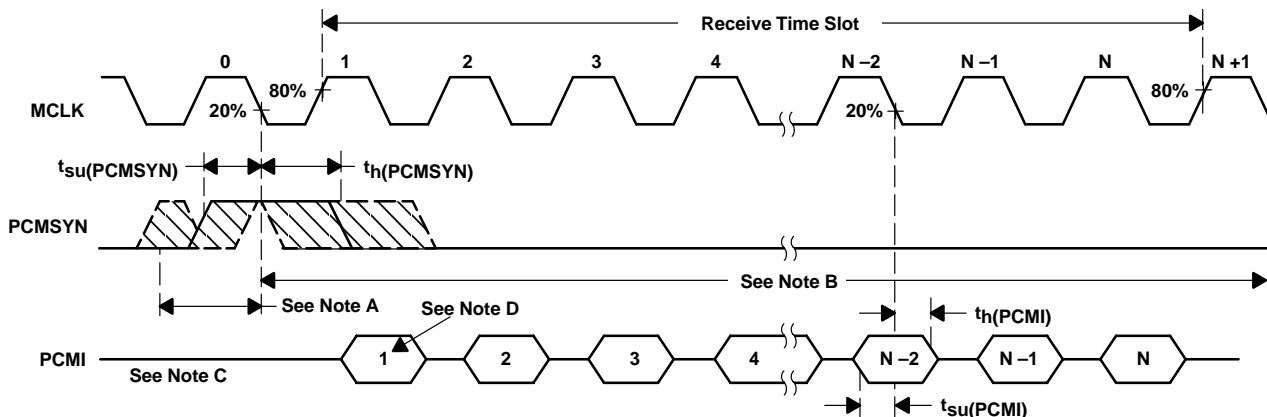 Receive Time Slot
0 1 2 3 4 N –2 N –1 N N +1
MCLK
80%
20%
20%
80%
tsu(PCMSYN)
th(PCMSYN)
PCMSYN
See Note B
See Note A
See Note D
th(PCMI)
PCMI
1 2 3 4 N –2 N –1 N
See Note C
tsu(PCMI)